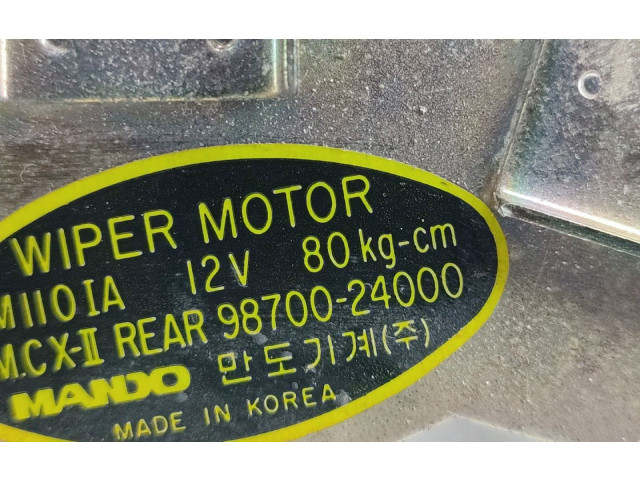 WIPER MOTOR
M1101A 12V 80kg-cm
M.CX-II REAR 98700-24000
MANDO 만도기계(주)
MADE IN KOREA